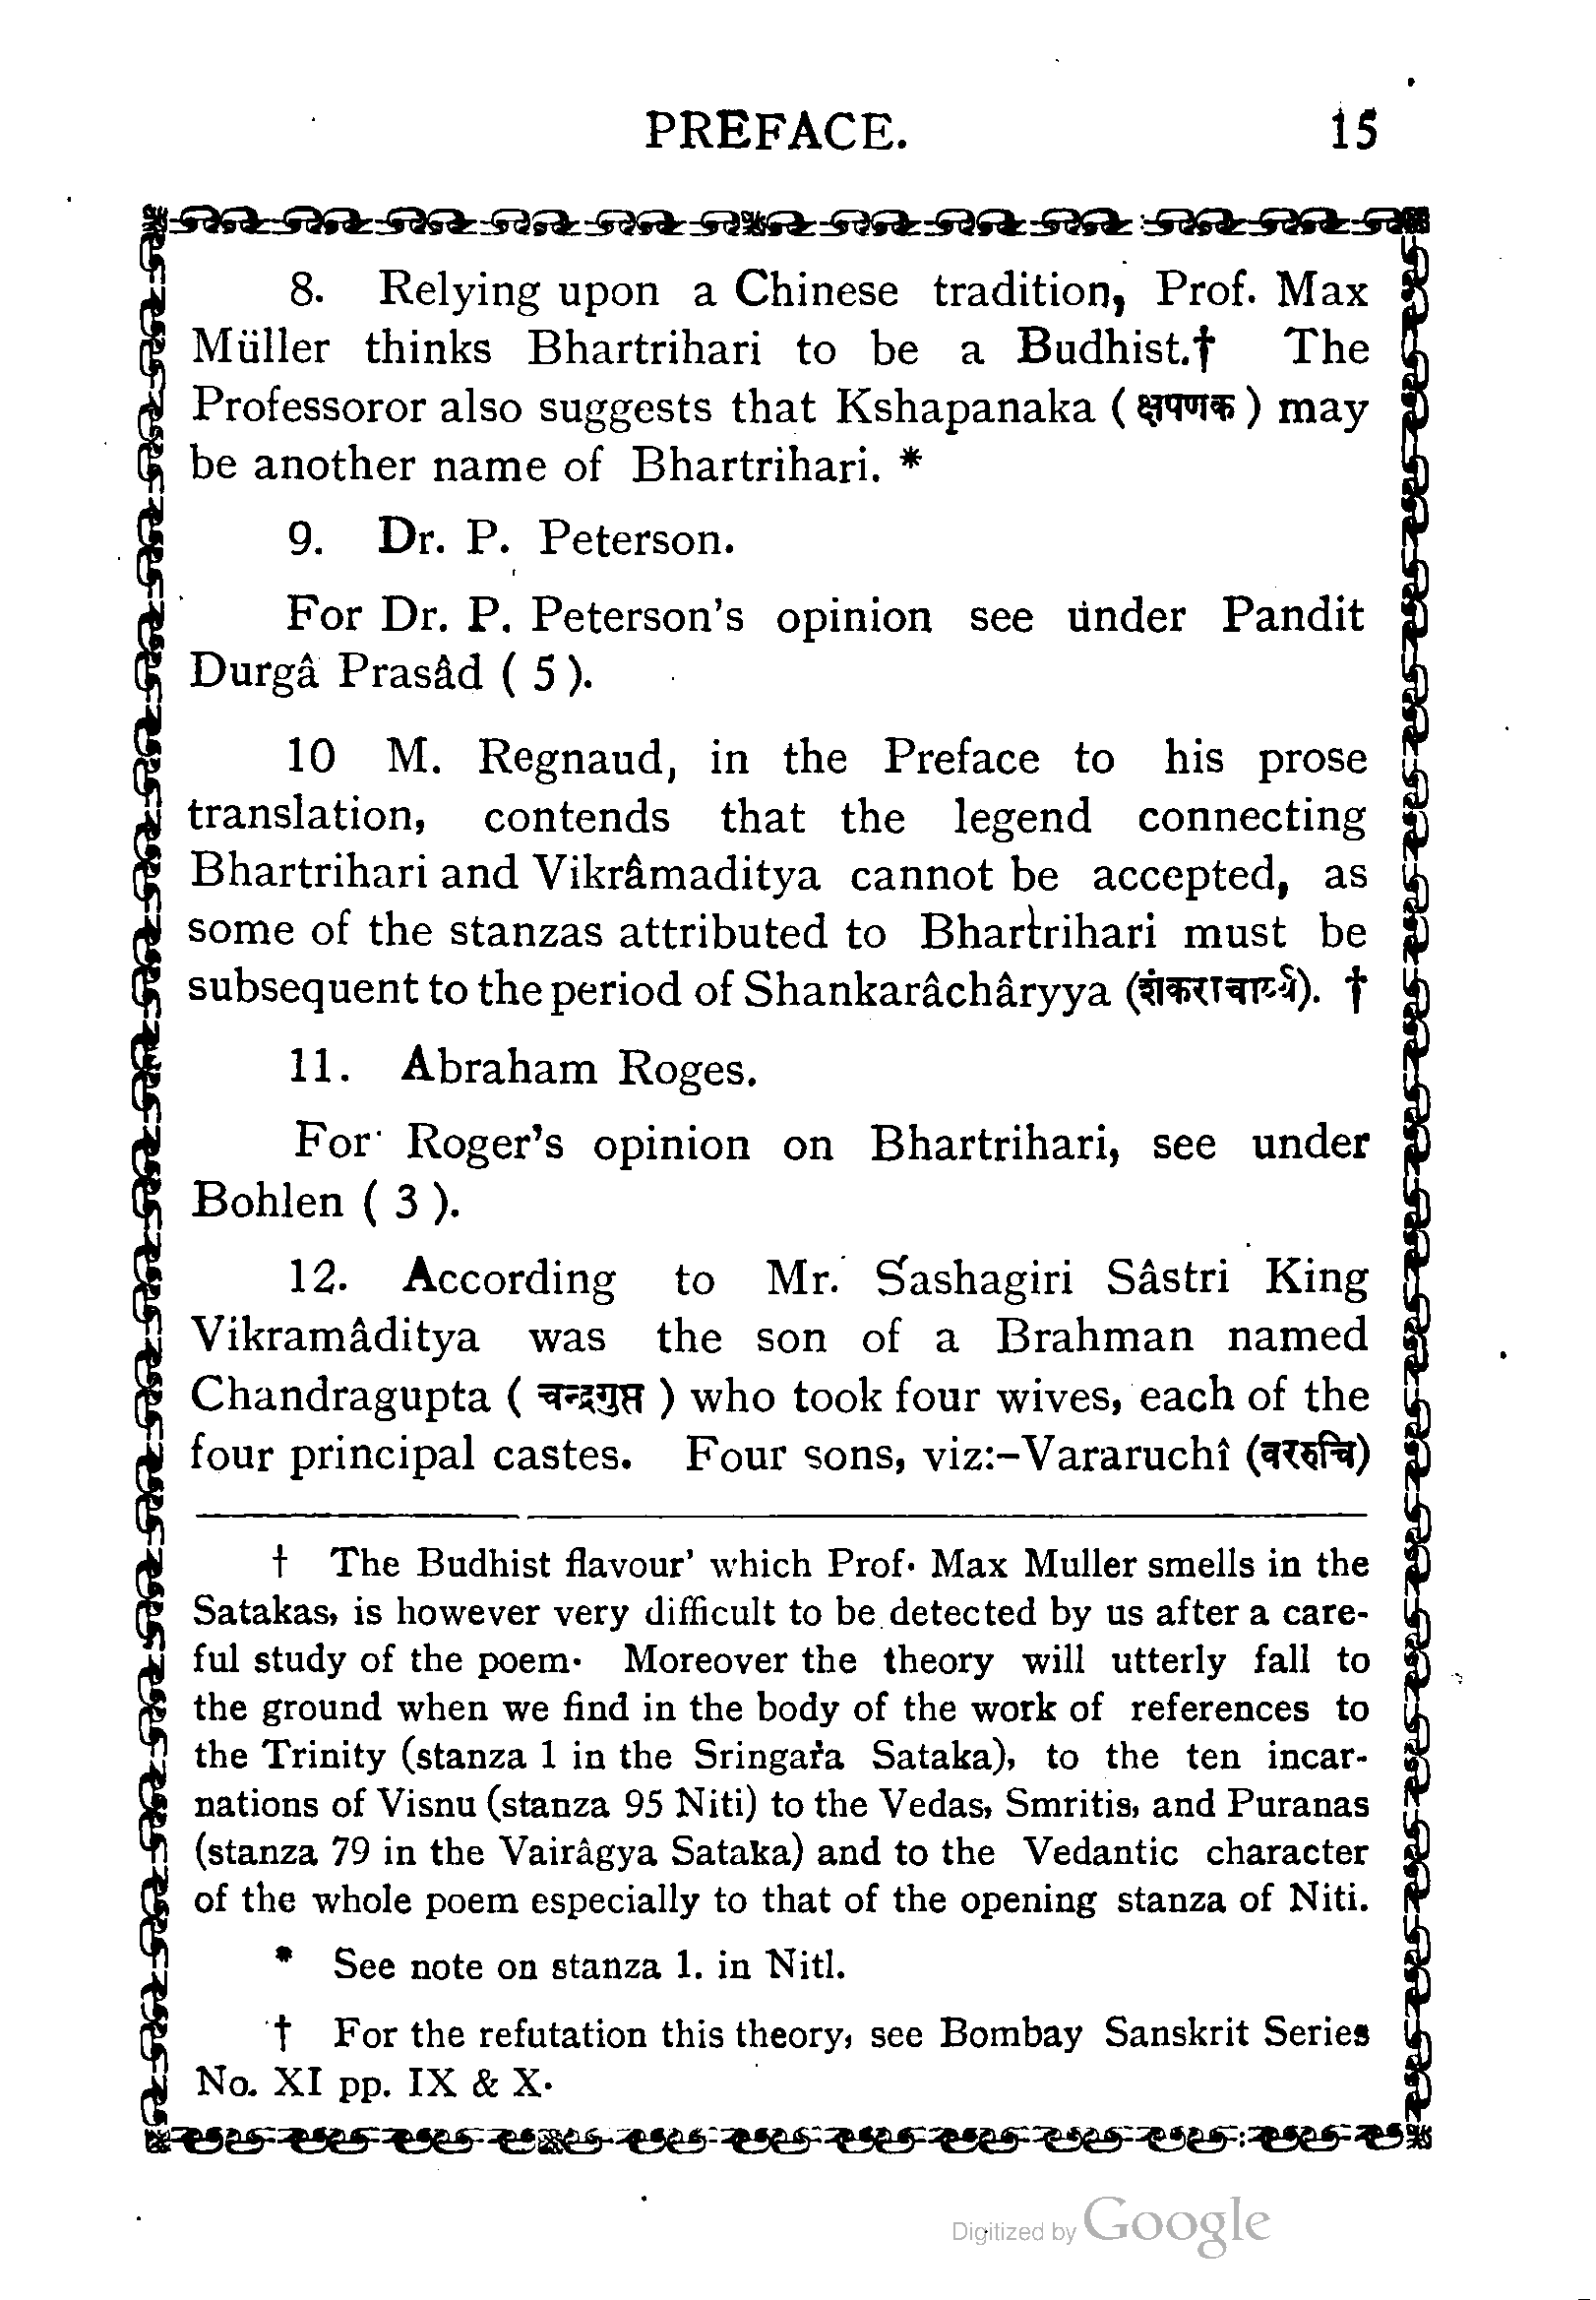 PREFACE. 15
8. Relying upon a Chinese tradition, Prof. Max
Müller thinks Bhartrihari to be a Budhist.† The
Professoror also suggests that Kshapanaka ( क्षपणक ) may
be another name of Bhartrihari. *
9. Dr. P. Peterson.
For Dr. P. Peterson's opinion see under Pandit
Durgâ Prasâd ( 5 ).
10 M. Regnaud, in the Preface to his prose
translation, contends that the legend connecting
Bhartrihari and Vikrâmaditya cannot be accepted, as
some of the stanzas attributed to Bhartrihari must be
subsequent to the period of Shankarâchâryya (शंकराचार्य्य). †
11. Abraham Roges.
For Roger's opinion on Bhartrihari, see under
Bohlen ( 3 ).
12. According to Mr. Sashagiri Sâstri King
Vikramâditya was the son of a Brahman named
Chandragupta ( चन्द्रगुप्त ) who took four wives, each of the
four principal castes. Four sons, viz:-Vararuchî (वररुचि)
† The Budhist flavour' which Prof. Max Muller smells in the
Satakas, is however very difficult to be detected by us after a care-
ful study of the poem. Moreover the theory will utterly fall to
the ground when we find in the body of the work of references to
the Trinity (stanza 1 in the Sringara Sataka), to the ten incar-
nations of Visnu (stanza 95 Niti) to the Vedas, Smritis, and Puranas
(stanza 79 in the Vairâgya Sataka) and to the Vedantic character
of the whole poem especially to that of the opening stanza of Niti.
* See note on stanza 1. in Nitl.
† For the refutation this theory, see Bombay Sanskrit Series
No. XI pp. IX & X.
Digitized by Google